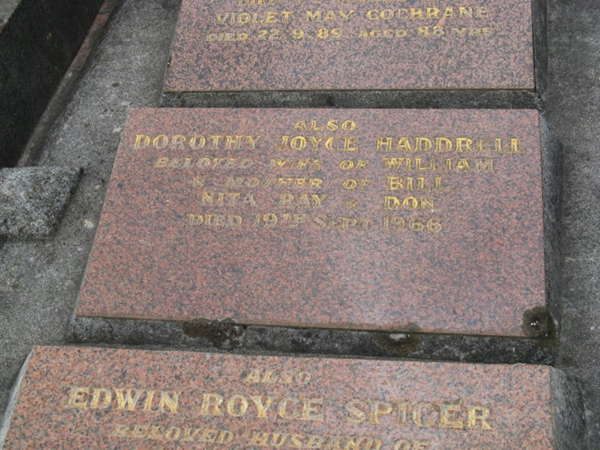 VIOLET MAY COCHRANE
DIED 22.9.89 AGED 88 YRS
ALSO
DOROTHY JOYCE HADDRELL
BELOVED WIFE OF WILLIAM
& MOTHER OF BILL
NITA RAY & DON
DIED 19TH SEPT. 1966
ALSO
EDWIN ROYCE SPICER
BELOVED HUSBAND OF